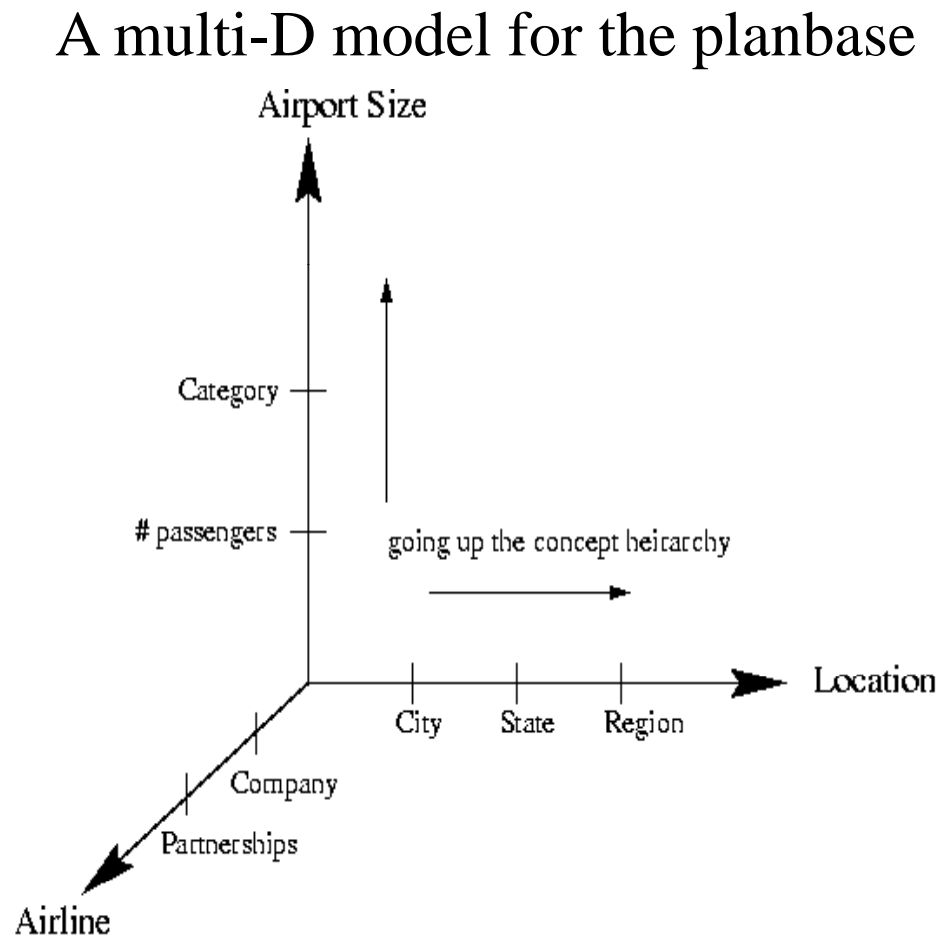 A multi-D model for the planbase
Airport Size
Category
# passengers
going up the concept heirarchy
Location
City State Region
Company
Partnerships
Airline